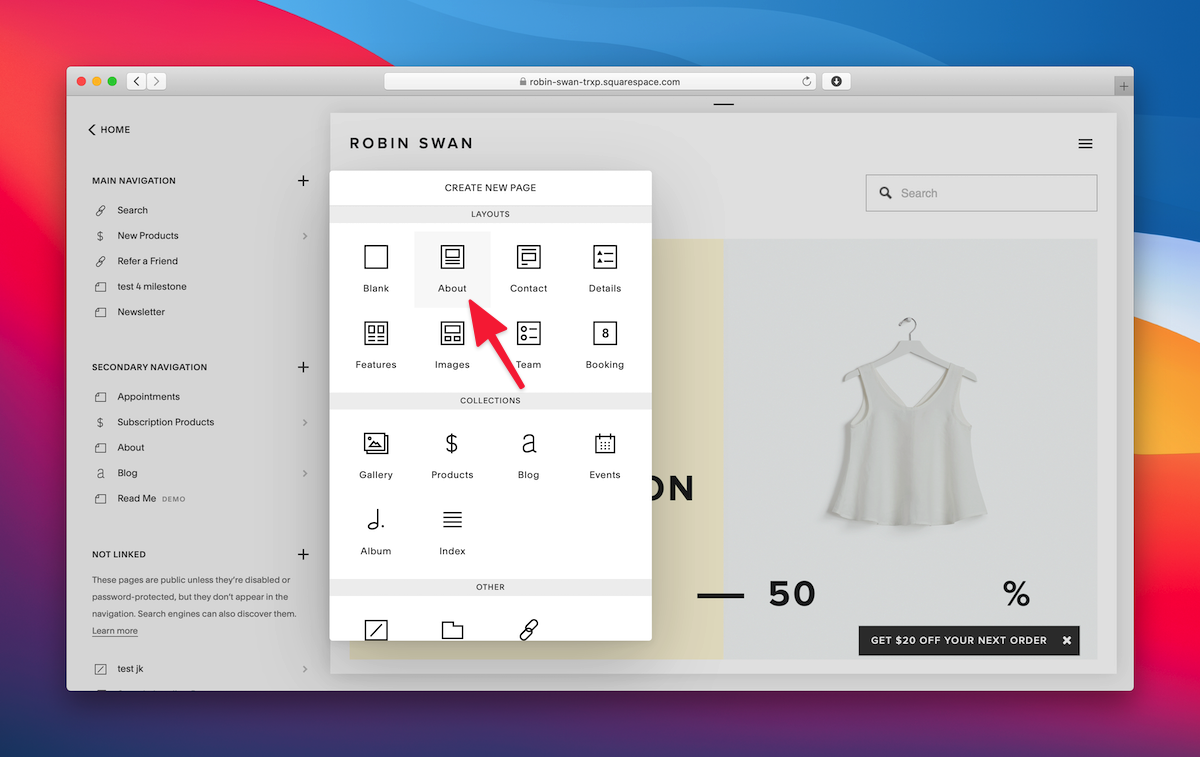 robin-swan-trxp.squarespace.com
HOME
MAIN NAVIGATION
Search
$ New Products
Refer a Friend
test 4 milestone
Newsletter
SECONDARY NAVIGATION
Appointments
$ Subscription Products
About
a Blog
Read Me DEMO
NOT LINKED
These pages are public unless they're disabled or
password-protected, but they don't appear in the
navigation. Search engines can also discover them.
Learn more
test jk
ROBIN SWAN
Search
CREATE NEW PAGE
LAYOUTS
Blank About Contact Details
8
Features Images Team Booking
COLLECTIONS
$ a
Gallery Products Blog Events
Album Index
OTHER
ON
50 %
GET $20 OFF YOUR NEXT ORDER